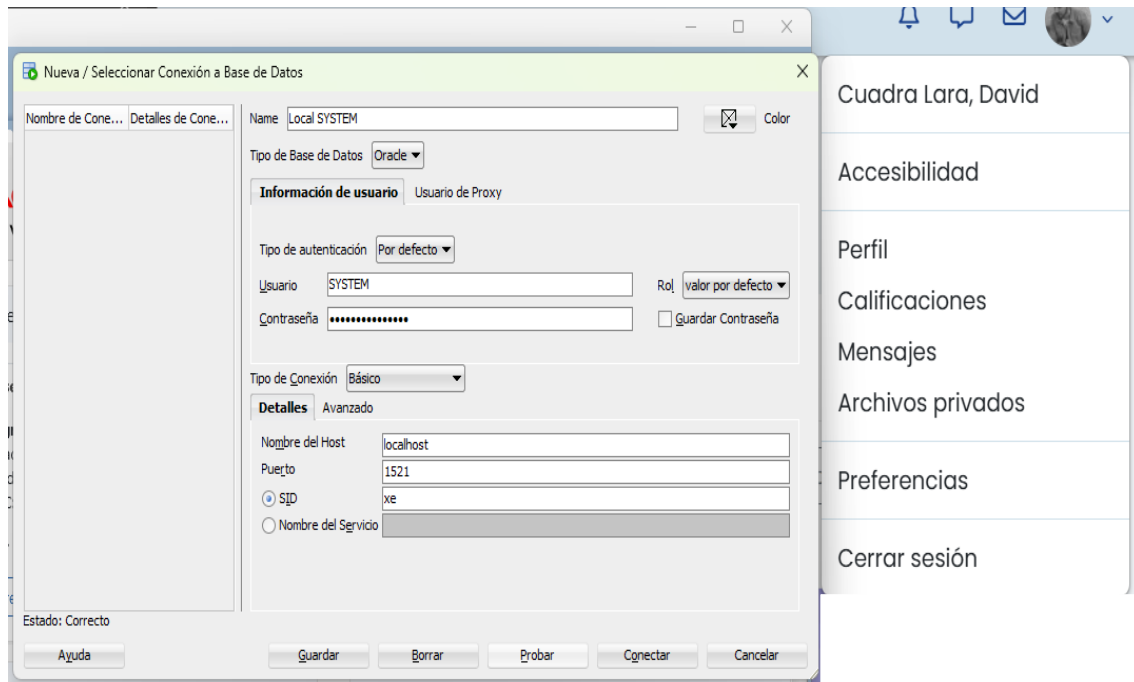 Nueva / Seleccionar Conexión a Base de Datos
Nombre de Cone... Detalles de Cone...
Name Local SYSTEM Color
Tipo de Base de Datos Oracle
Información de usuario Usuario de Proxy
Tipo de autenticación Por defecto
Usuario SYSTEM Rol valor por defecto
Contraseña ••••••••••••••• Guardar Contraseña
Tipo de Conexión Básico
Detalles Avanzado
Nombre del Host localhost
Puerto 1521
SID xe
Nombre del Servicio
Estado: Correcto
Ayuda Guardar Borrar Probar Conectar Cancelar
Cuadra Lara, David
Accesibilidad
Perfil
Calificaciones
Mensajes
Archivos privados
Preferencias
Cerrar sesión